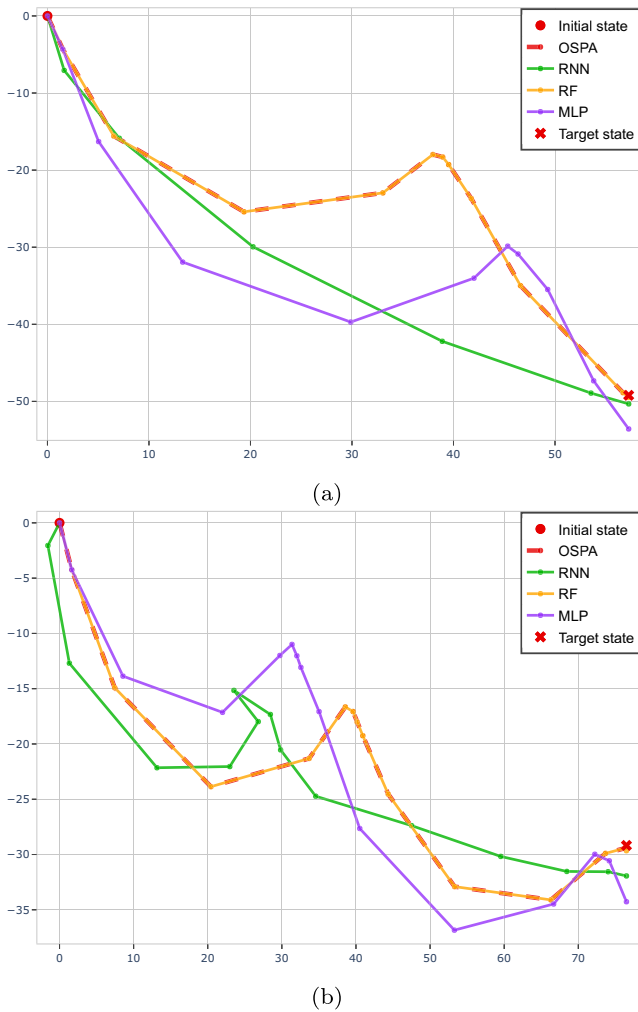 0
−10
−20
−30
−40
−50
0
10
20
30
40
50
Initial state
OSPA
RNN
RF
MLP
Target state
(a)
0
−5
−10
−15
−20
−25
−30
−35
0
10
20
30
40
50
60
70
Initial state
OSPA
RNN
RF
MLP
Target state
(b)